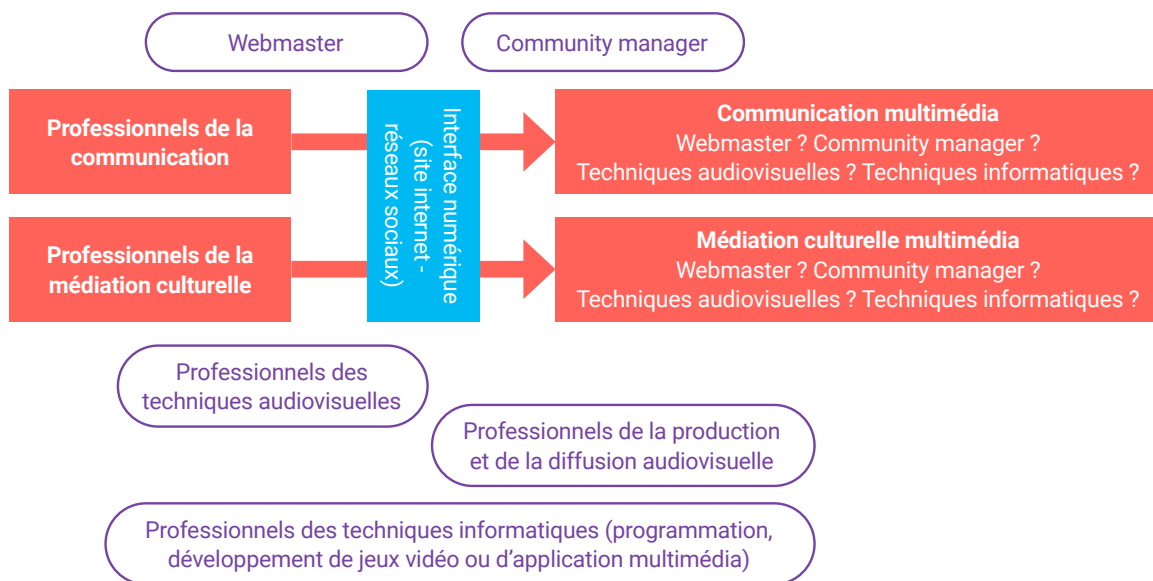 Webmaster
Community manager
Professionnels de la
communication
Interface numérique
(site internet -
réseaux sociaux)
Communication multimédia
Webmaster ? Community manager ?
Techniques audiovisuelles ? Techniques informatiques ?
Professionnels de la
médiation culturelle
Médiation culturelle multimédia
Webmaster ? Community manager ?
Techniques audiovisuelles ? Techniques informatiques ?
Professionnels des
techniques audiovisuelles
Professionnels de la production
et de la diffusion audiovisuelle
Professionnels des techniques informatiques (programmation,
développement de jeux vidéo ou d’application multimédia)